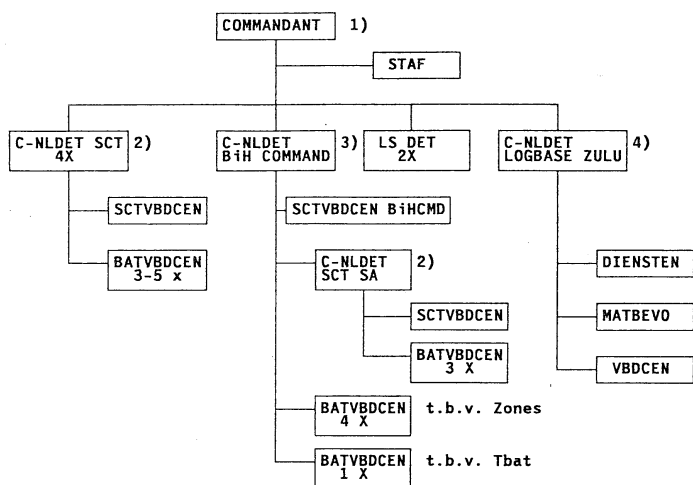 COMMANDANT 1)
STAF
C-NLDET SCT 2)
4X
C-NLDET 3)
BiH COMMAND
LS DET
2X
C-NLDET 4)
LOGBASE ZULU
SCTVBDCEN
BATVBDCEN
3-5 x
SCTVBDCEN BiHCMD
C-NLDET 2)
SCT SA
SCTVBDCEN
BATVBDCEN
3 X
BATVBDCEN t.b.v. Zones
4 X
BATVBDCEN t.b.v. Tbat
1 X
DIENSTEN
MATBEVO
VBDCEN